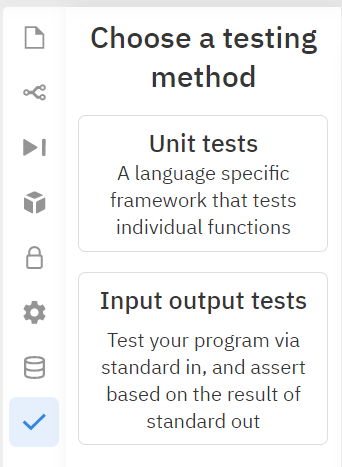 Choose a testing
method
Unit tests
A language specific
framework that tests
individual functions
Input output tests
Test your program via
standard in, and assert
based on the result of
standard out